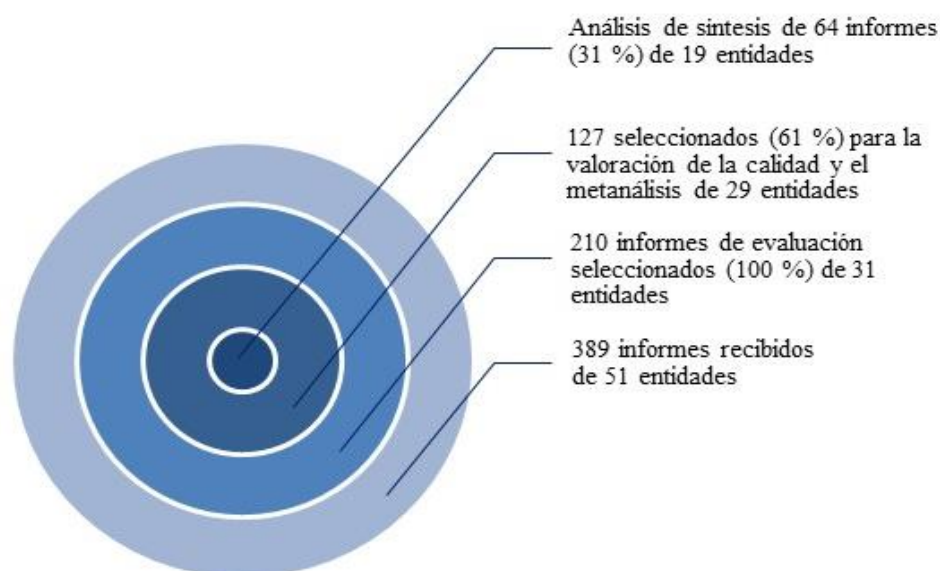 Análisis de síntesis de 64 informes
(31 %) de 19 entidades
127 seleccionados (61 %) para la
valoración de la calidad y el
metanálisis de 29 entidades
210 informes de evaluación
seleccionados (100 %) de 31
entidades
389 informes recibidos
de 51 entidades